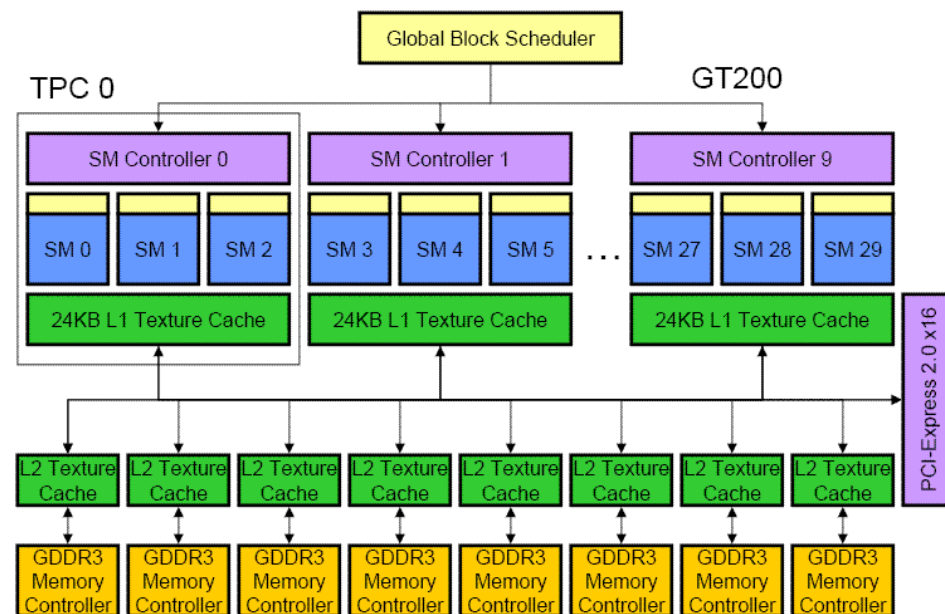 Global Block Scheduler
TPC 0
GT200
SM Controller 0
SM Controller 1
SM Controller 9
SM 0
SM 1
SM 2
SM 3
SM 4
SM 5
...
SM 27
SM 28
SM 29
24KB L1 Texture Cache
24KB L1 Texture Cache
24KB L1 Texture Cache
PCI-Express 2.0 x16
L2 Texture
Cache
L2 Texture
Cache
L2 Texture
Cache
L2 Texture
Cache
L2 Texture
Cache
L2 Texture
Cache
L2 Texture
Cache
L2 Texture
Cache
GDDR3
Memory
Controller
GDDR3
Memory
Controller
GDDR3
Memory
Controller
GDDR3
Memory
Controller
GDDR3
Memory
Controller
GDDR3
Memory
Controller
GDDR3
Memory
Controller
GDDR3
Memory
Controller